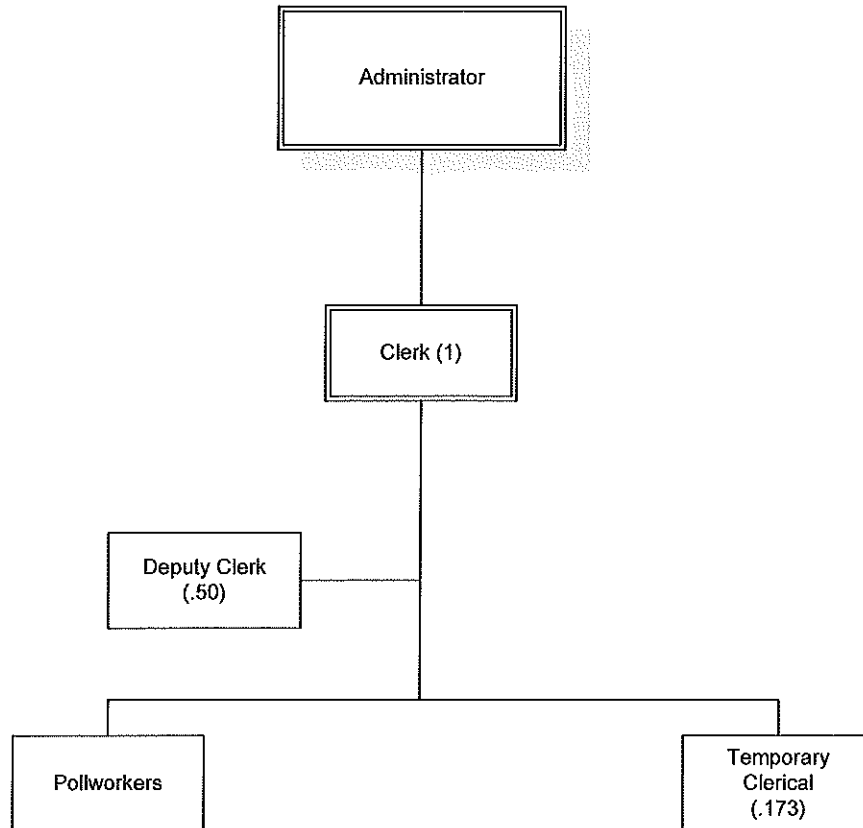 Administrator
Clerk (1)
Deputy Clerk
(.50)
Pollworkers
Temporary
Clerical
(.173)